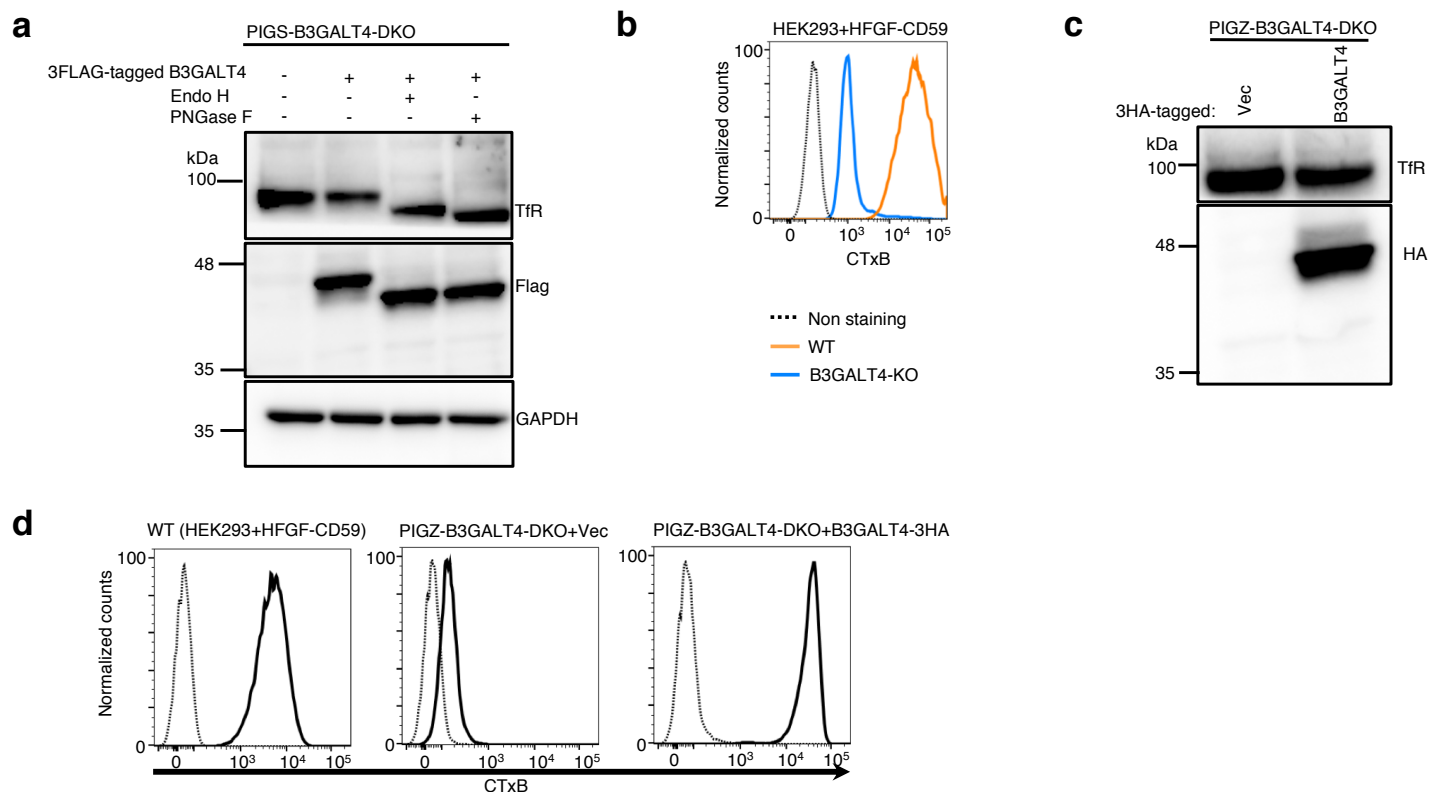 a
PIGS-B3GALT4-DKO
3FLAG-tagged B3GALT4 - + + +
Endo H - - + -
PNGase F - - - +
kDa
100
TfR
48
Flag
35
35
GAPDH
b
HEK293+HFGF-CD59
Normalized counts
100
0
0 10³ 10⁴ 10⁵
CTxB
Non staining
WT
B3GALT4-KO
c
PIGZ-B3GALT4-DKO
3HA-tagged: Vec B3GALT4
kDa
100
TfR
48
HA
35
d
WT (HEK293+HFGF-CD59) PIGZ-B3GALT4-DKO+Vec PIGZ-B3GALT4-DKO+B3GALT4-3HA
Normalized counts
100 100 100
0 0 0
0 10³ 10⁴ 10⁵ 0 10³ 10⁴ 10⁵ 0 10³ 10⁴ 10⁵
CTxB